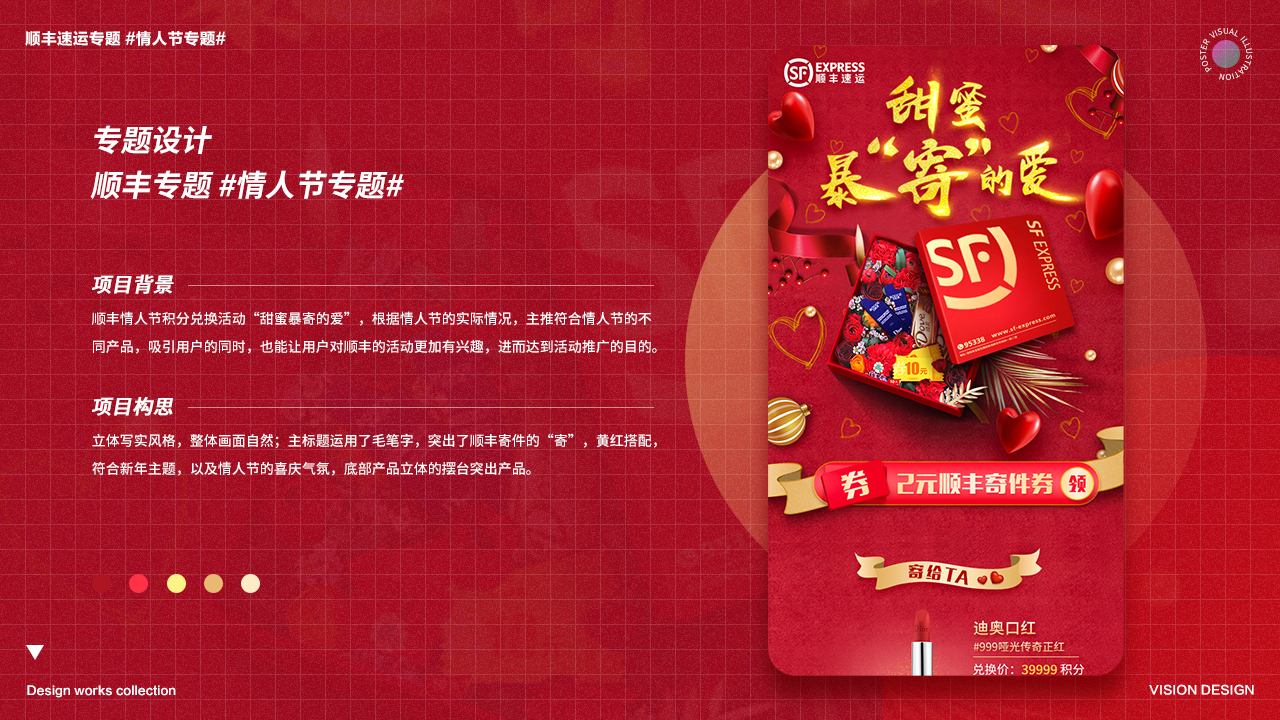 顺丰速运专题 #情人节专题#
POSTER VISUAL ILLUSTRATION
专题设计
顺丰专题 #情人节专题#
项目背景
顺丰情人节积分兑换活动“甜蜜暴寄的爱”，根据情人节的实际情况，主推符合情人节的不
同产品，吸引用户的同时，也能让用户对顺丰的活动更加有兴趣，进而达到活动推广的目的。
项目构思
立体写实风格，整体画面自然；主标题运用了毛笔字，突出了顺丰寄件的“寄”，黄红搭配，
符合新年主题，以及情人节的喜庆气氛，底部产品立体的摆台突出产品。
SF EXPRESS
顺丰速运
甜蜜
暴“寄”的爱
SF EXPRESS
www.sf-express.com
95338
Dove
10元
券 2元顺丰寄件券 领
寄给TA
迪奥口红
#999哑光传奇正红
兑换价：39999 积分
Design works collection
VISION DESIGN